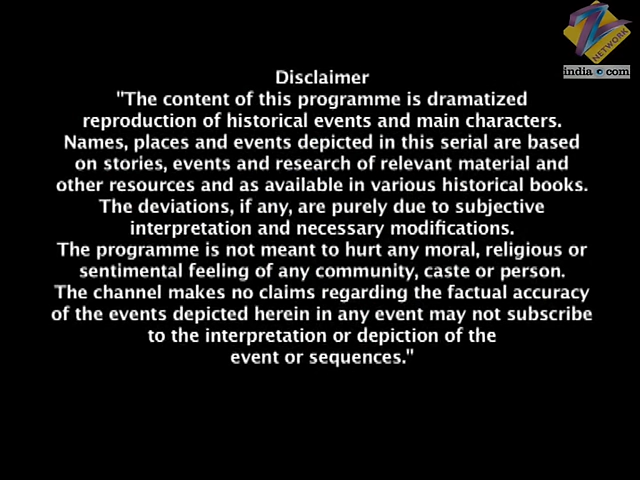 Z
NETWORK
india.com
Disclaimer
"The content of this programme is dramatized
reproduction of historical events and main characters.
Names, places and events depicted in this serial are based
on stories, events and research of relevant material and
other resources and as available in various historical books.
The deviations, if any, are purely due to subjective
interpretation and necessary modifications.
The programme is not meant to hurt any moral, religious or
sentimental feeling of any community, caste or person.
The channel makes no claims regarding the factual accuracy
of the events depicted herein in any event may not subscribe
to the interpretation or depiction of the
event or sequences."